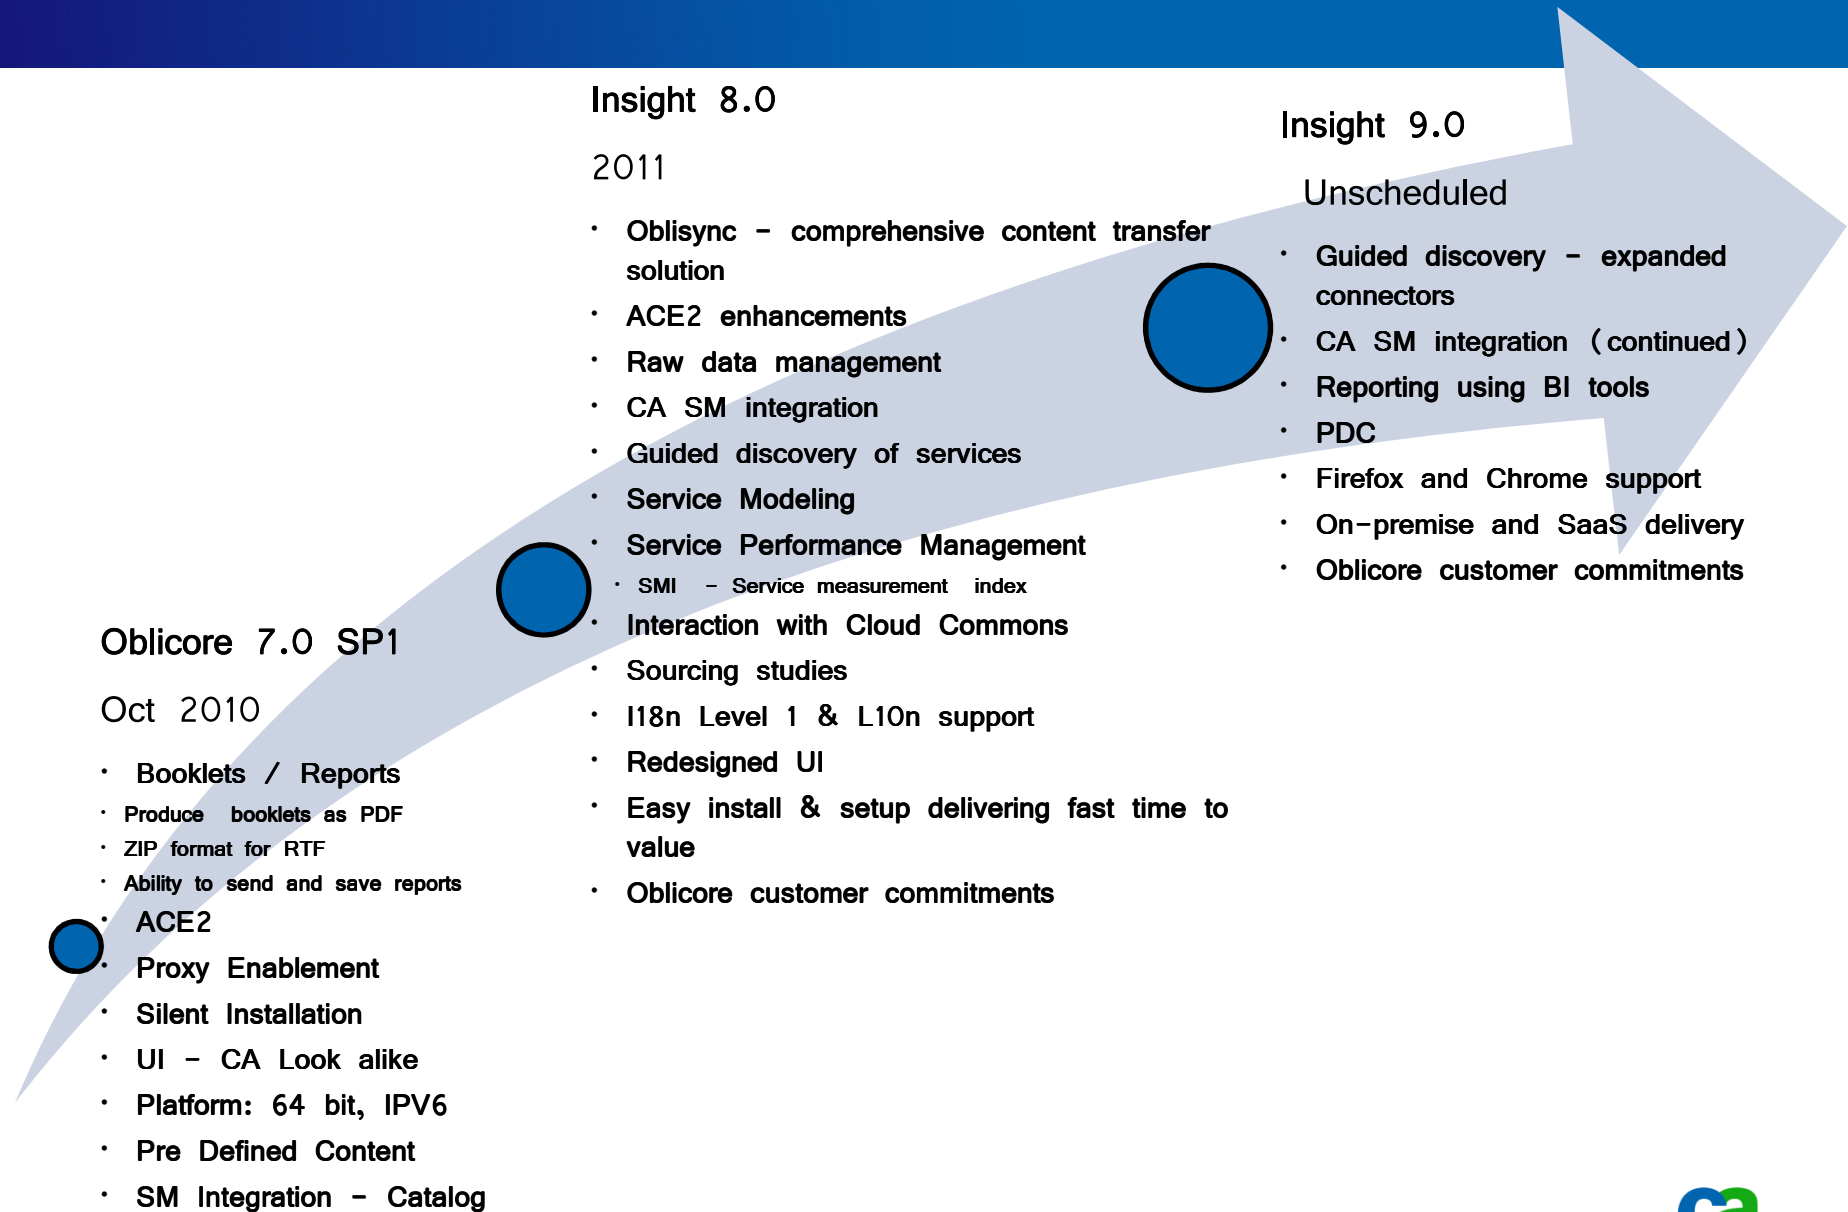 Insight 8.0
2011
· Oblisync - comprehensive content transfer
solution
· ACE2 enhancements
· Raw data management
· CA SM integration
· Guided discovery of services
· Service Modeling
· Service Performance Management
· SMI - Service measurement index
· Interaction with Cloud Commons
· Sourcing studies
· I18n Level 1 & L10n support
· Redesigned UI
· Easy install & setup delivering fast time to
value
· Oblicore customer commitments
Insight 9.0
Unscheduled
· Guided discovery - expanded
connectors
· CA SM integration (continued)
· Reporting using BI tools
· PDC
· Firefox and Chrome support
· On-premise and SaaS delivery
· Oblicore customer commitments
Oblicore 7.0 SP1
Oct 2010
· Booklets / Reports
· Produce booklets as PDF
· ZIP format for RTF
· Ability to send and save reports
· ACE2
· Proxy Enablement
· Silent Installation
· UI - CA Look alike
· Platform: 64 bit, IPV6
· Pre Defined Content
· SM Integration - Catalog
ca